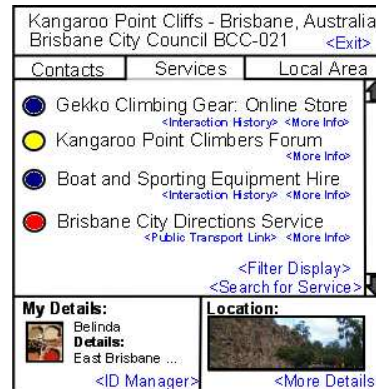 Kangaroo Point Cliffs - Brisbane, Australia
Brisbane City Council BCC-021 <Exit>
Contacts Services Local Area
Gekko Climbing Gear: Online Store
<Interaction History> <More Info>
Kangaroo Point Climbers Forum
<More Info>
Boat and Sporting Equipment Hire
<Interaction History> <More Info>
Brisbane City Directions Service
<Public Transport Link> <More Info>
<Filter Display>
<Search for Service>
My Details:
Belinda
Details:
East Brisbane ...
<ID Manager>
Location:
<More Details